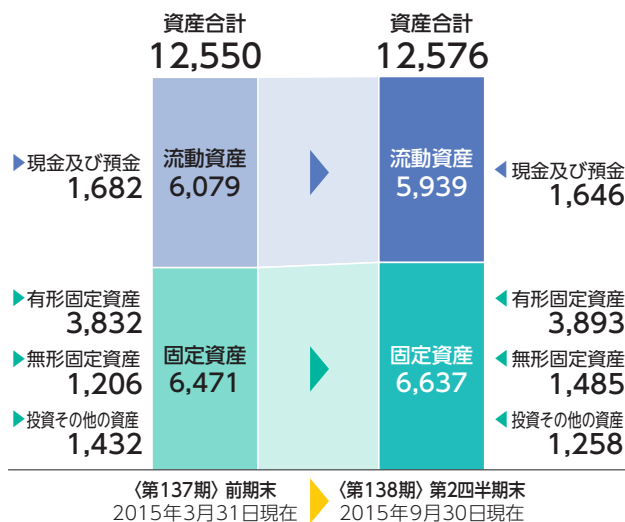 資産合計
12,550
資産合計
12,576
▶現金及び預金
1,682
流動資産
6,079
流動資産
5,939
◀現金及び預金
1,646
▶有形固定資産
3,832
▶無形固定資産
1,206
▶投資その他の資産
1,432
固定資産
6,471
固定資産
6,637
◀有形固定資産
3,893
◀無形固定資産
1,485
◀投資その他の資産
1,258
〈第137期〉前期末
2015年3月31日現在
〈第138期〉第2四半期末
2015年9月30日現在